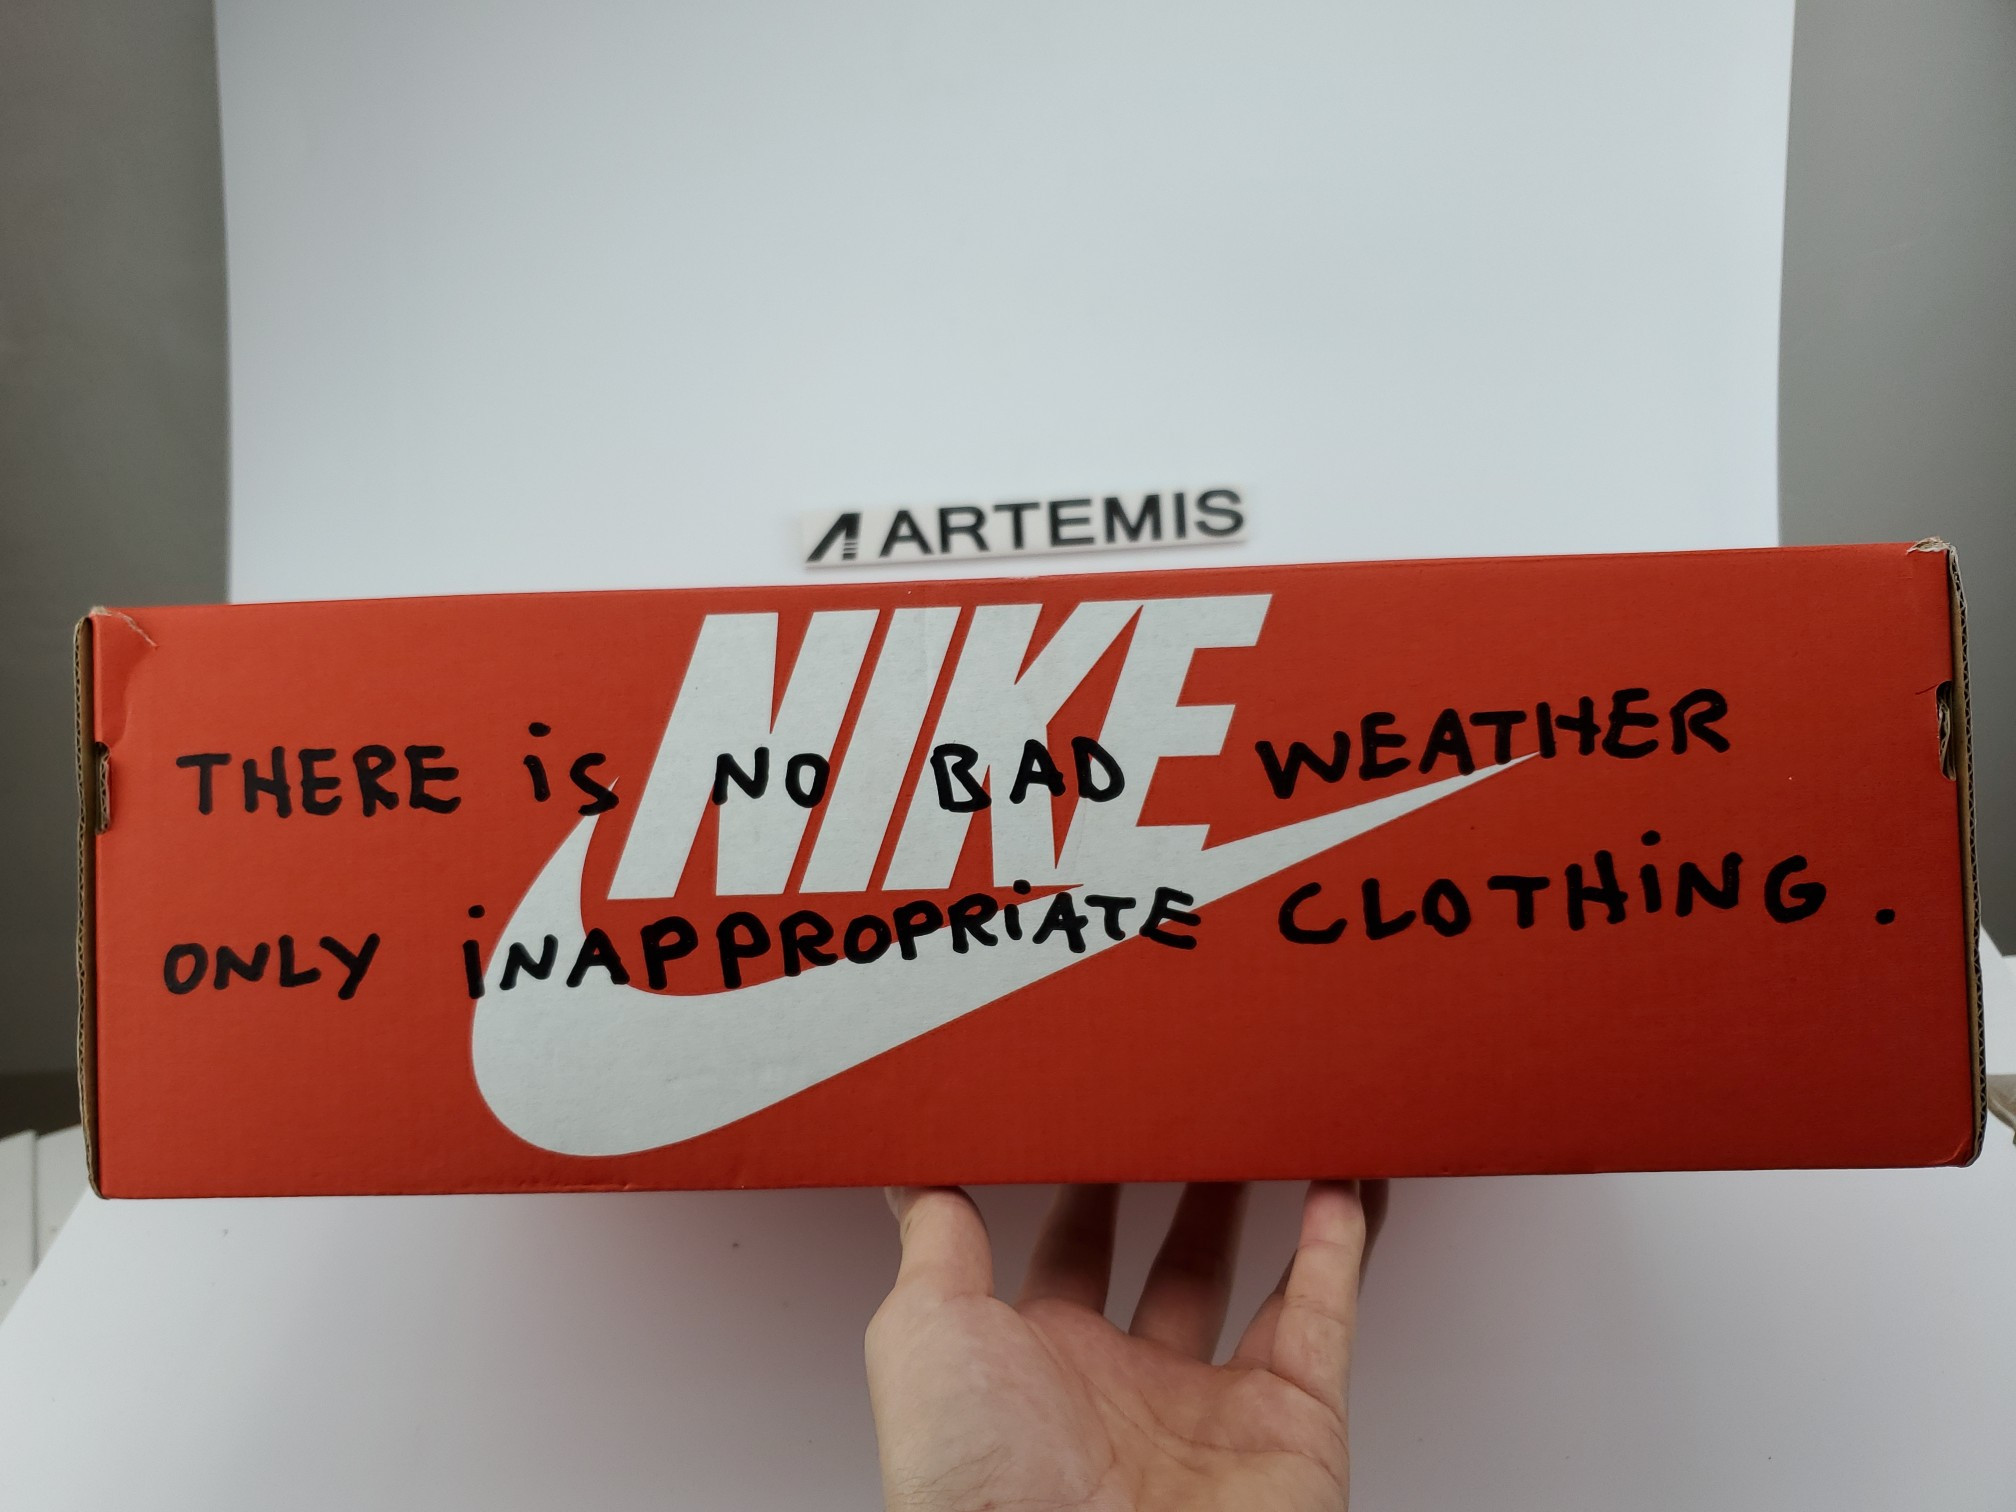 ARTEMIS
NIKE
THERE iS NO BAD WEATHER
ONLY iNAPPROPRiATE CLOTHiNG.